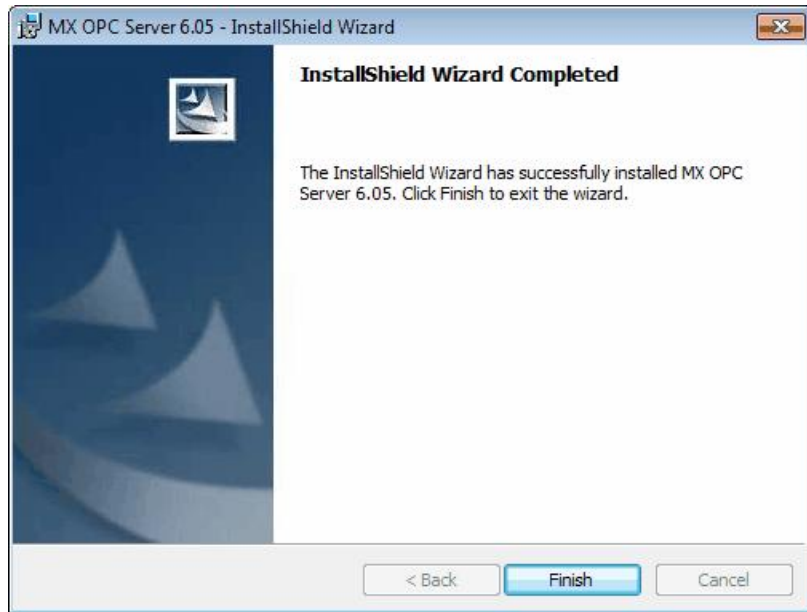 MX OPC Server 6.05 - InstallShield Wizard
InstallShield Wizard Completed
The InstallShield Wizard has successfully installed MX OPC
Server 6.05. Click Finish to exit the wizard.
< Back
Finish
Cancel